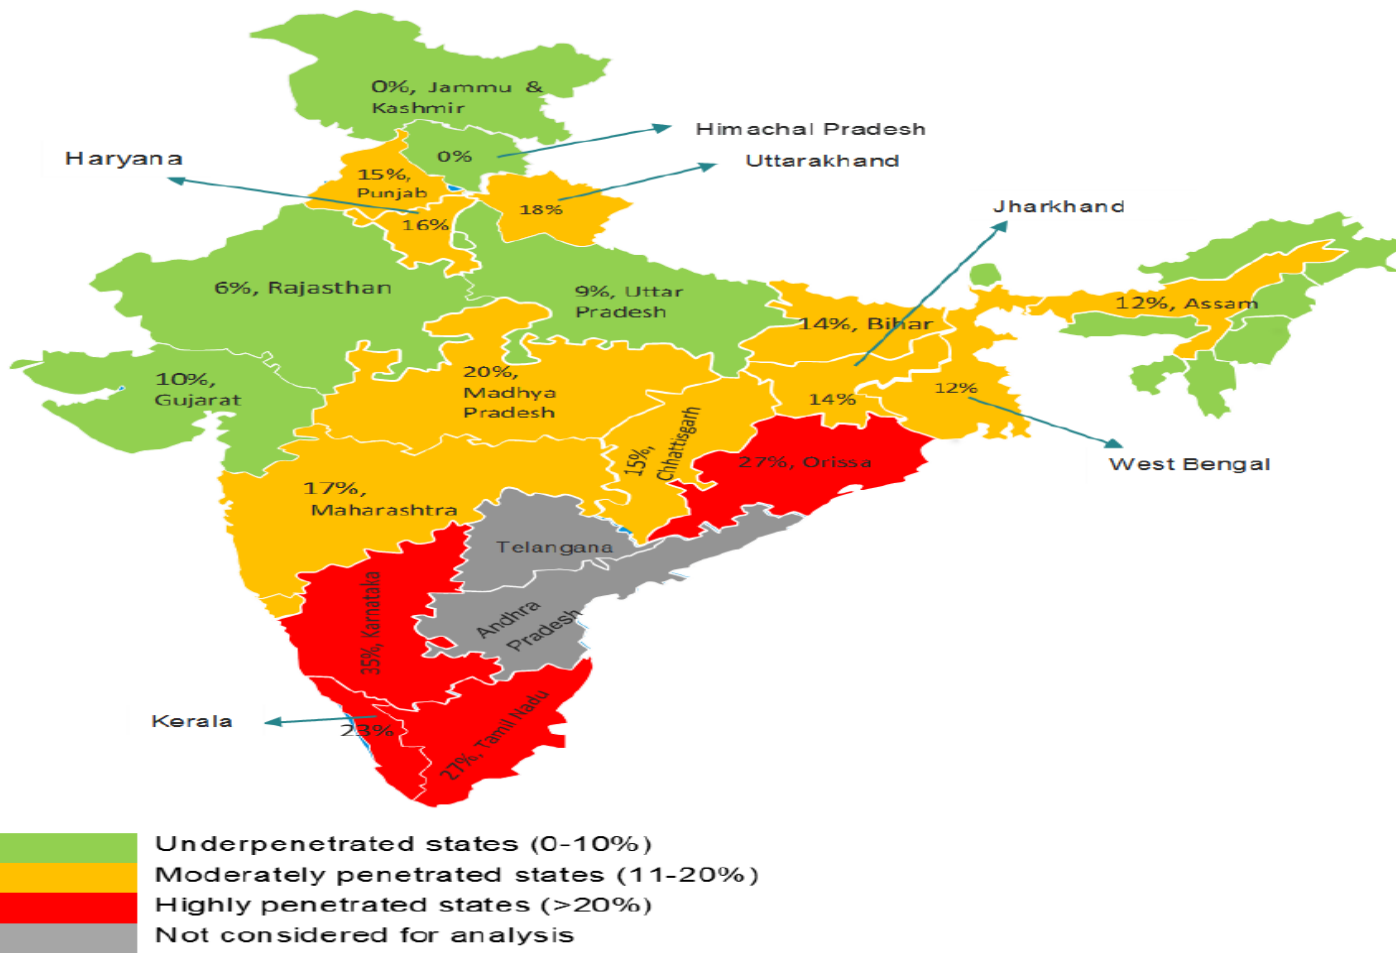 0%, Jammu &
Kashmir
Himachal Pradesh
Haryana
0%
Uttarakhand
15%,
Punjab
18%
16%
Jharkhand
6%, Rajasthan
9%, Uttar
Pradesh
12%, Assam
14%, Bihar
10%,
Gujarat
20%,
Madhya
Pradesh
14%
12%
15%,
Chhattisgarh
27%, Orissa
West Bengal
17%,
Maharashtra
Telangana
35%, Karnataka
Andhra
Pradesh
Kerala
23%
27%, Tamil Nadu
Underpenetrated states (0-10%)
Moderately penetrated states (11-20%)
Highly penetrated states (>20%)
Not considered for analysis